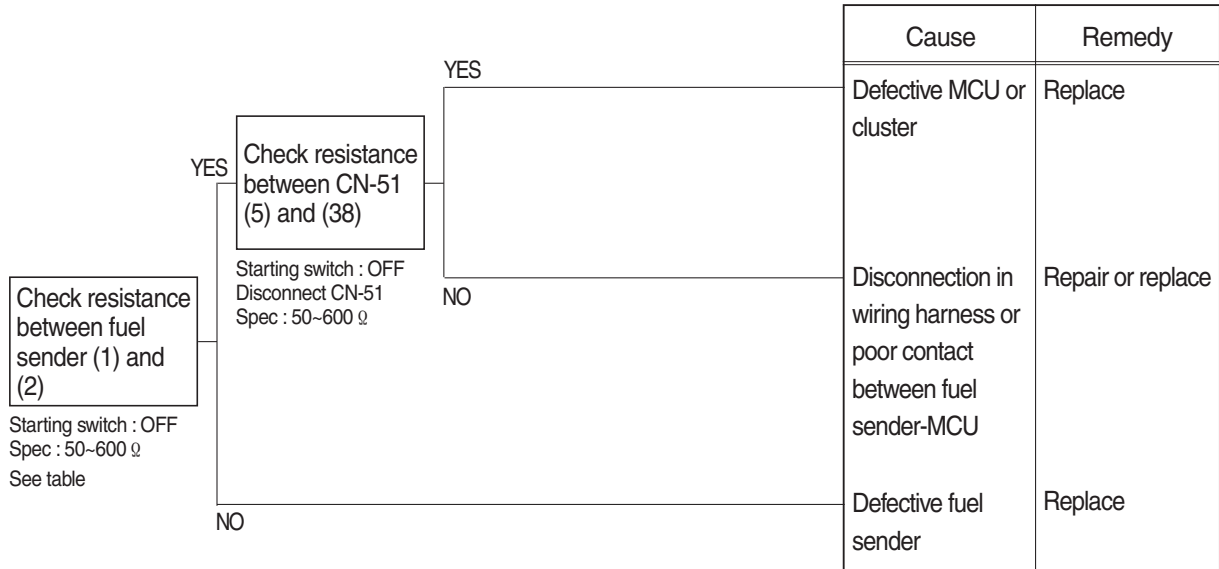 Check resistance
between fuel
sender (1) and
(2)
Starting switch : OFF
Spec : 50~600 Ω
See table
YES
NO
Check resistance
between CN-51
(5) and (38)
Starting switch : OFF
Disconnect CN-51
Spec : 50~600 Ω
YES
NO
Cause Remedy
Defective MCU or Replace
cluster
Disconnection in Repair or replace
wiring harness or
poor contact
between fuel
sender-MCU
Defective fuel Replace
sender